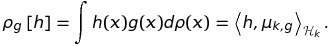 ρ_g [h] = ∫ h(x)g(x)dρ(x) = ⟨h, μ_{k,g}⟩_{ℋ_k} .